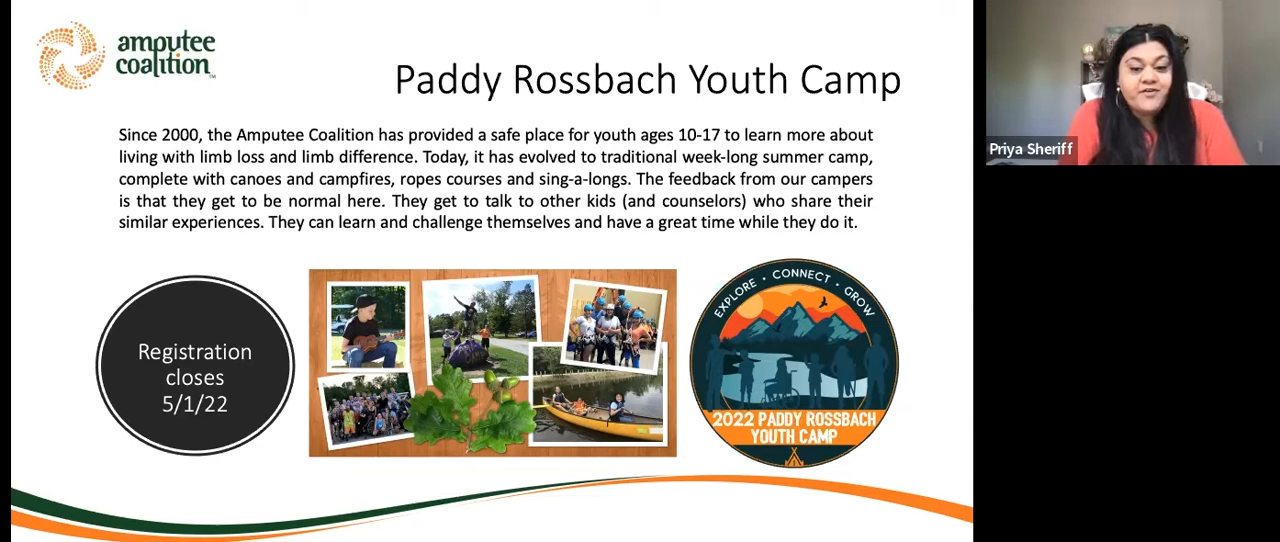 amputee
coalition™
Paddy Rossbach Youth Camp
Since 2000, the Amputee Coalition has provided a safe place for youth ages 10-17 to learn more about
living with limb loss and limb difference. Today, it has evolved to traditional week-long summer camp,
complete with canoes and campfires, ropes courses and sing-a-longs. The feedback from our campers
is that they get to be normal here. They get to talk to other kids (and counselors) who share their
similar experiences. They can learn and challenge themselves and have a great time while they do it.
Registration
closes
5/1/22
EXPLORE · CONNECT · GROW
2022 PADDY ROSSBACH
YOUTH CAMP
Priya Sheriff